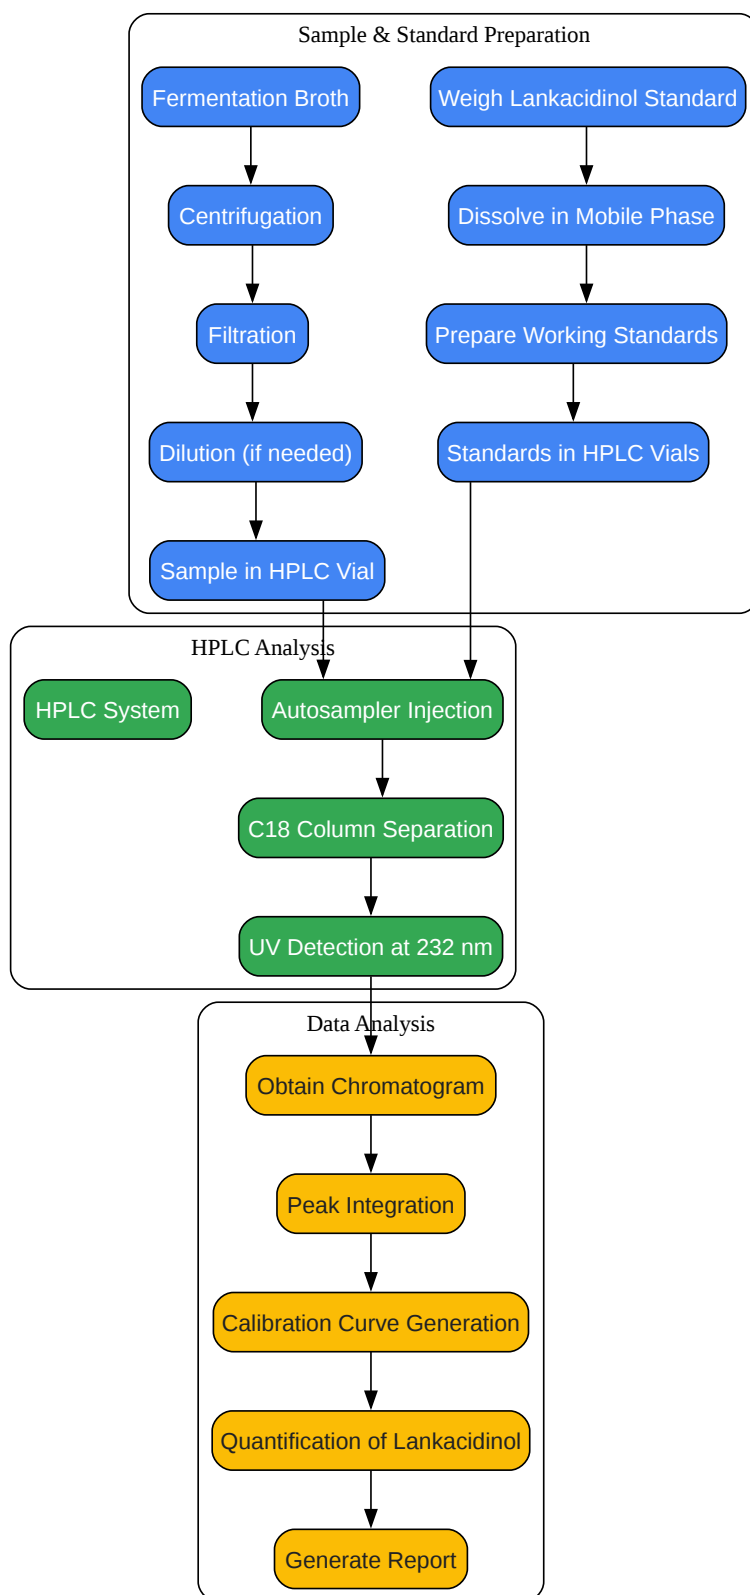 Sample & Standard Preparation
Fermentation Broth
Weigh Lankacidinol Standard
Centrifugation
Dissolve in Mobile Phase
Filtration
Prepare Working Standards
Dilution (if needed)
Standards in HPLC Vials
Sample in HPLC Vial
HPLC Analysis
HPLC System
Autosampler Injection
C18 Column Separation
UV Detection at 232 nm
Data Analysis
Obtain Chromatogram
Peak Integration
Calibration Curve Generation
Quantification of Lankacidinol
Generate Report